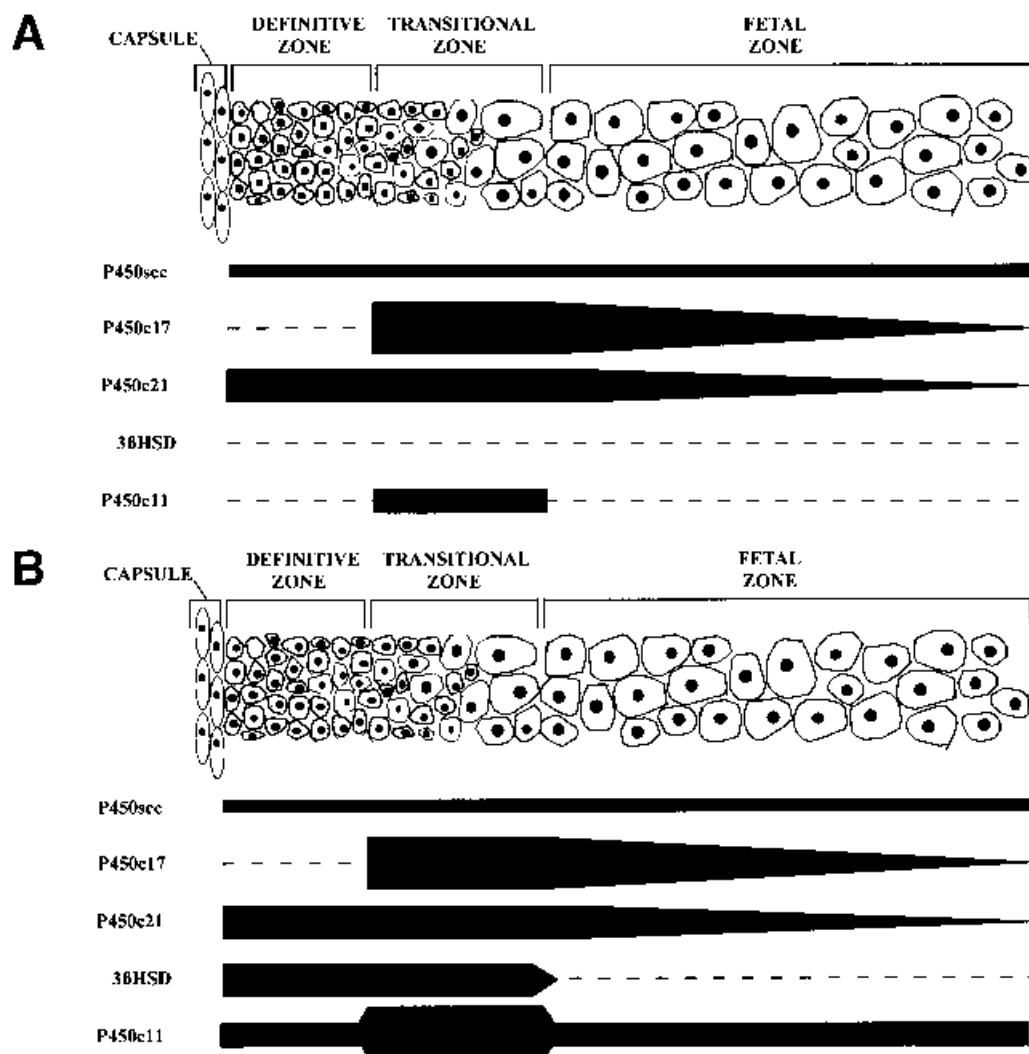 A
DEFINITIVE TRANSITIONAL FETAL
CAPSULE ZONE ZONE ZONE
P450scc
P450c17
P450c21
3βHSD
P450c11
B
DEFINITIVE TRANSITIONAL FETAL
CAPSULE ZONE ZONE ZONE
P450scc
P450c17
P450c21
3βHSD
P450c11